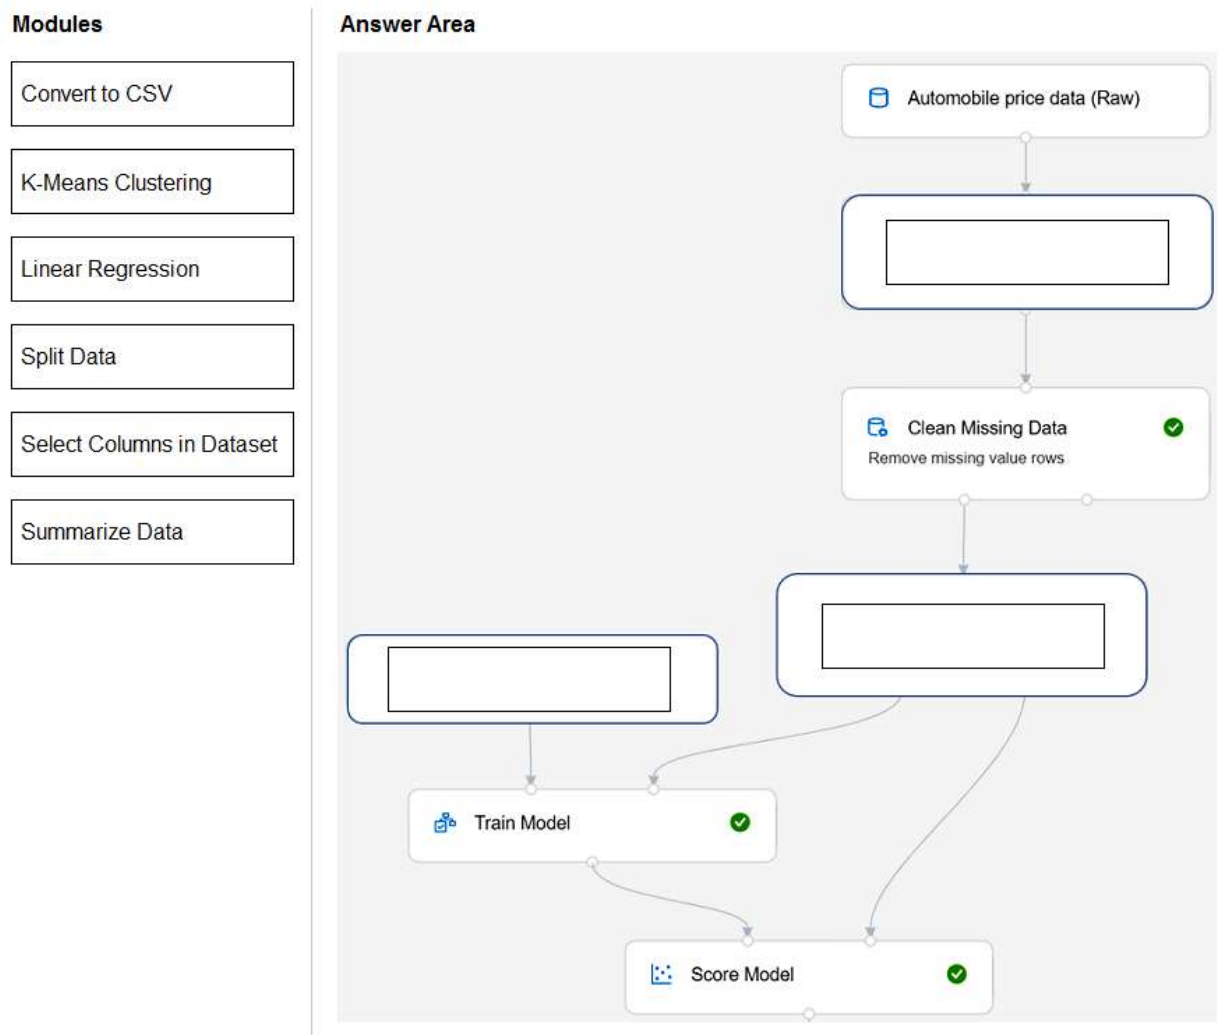 Modules
Convert to CSV
K-Means Clustering
Linear Regression
Split Data
Select Columns in Dataset
Summarize Data
Answer Area
Automobile price data (Raw)
Clean Missing Data
Remove missing value rows
Train Model
Score Model